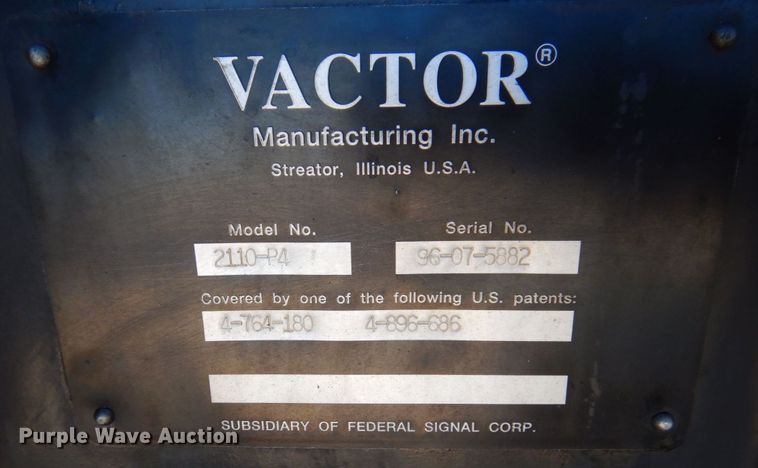 VACTOR®
Manufacturing Inc.
Streator, Illinois U.S.A.
Model No. Serial No.
2110-P4 96-07-5882
Covered by one of the following U.S. patents:
4-764-180 4-896-686
SUBSIDIARY OF FEDERAL SIGNAL CORP.
Purple Wave Auction